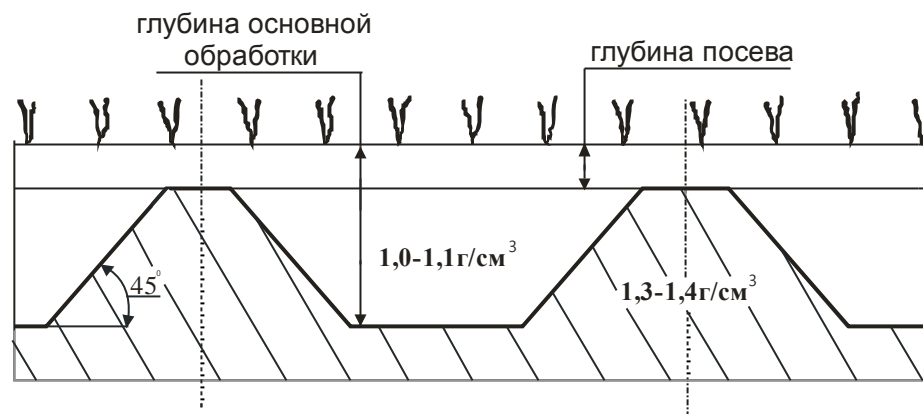 глубина основной
обработки
глубина посева
1,0-1,1г/см³
1,3-1,4г/см³
45°